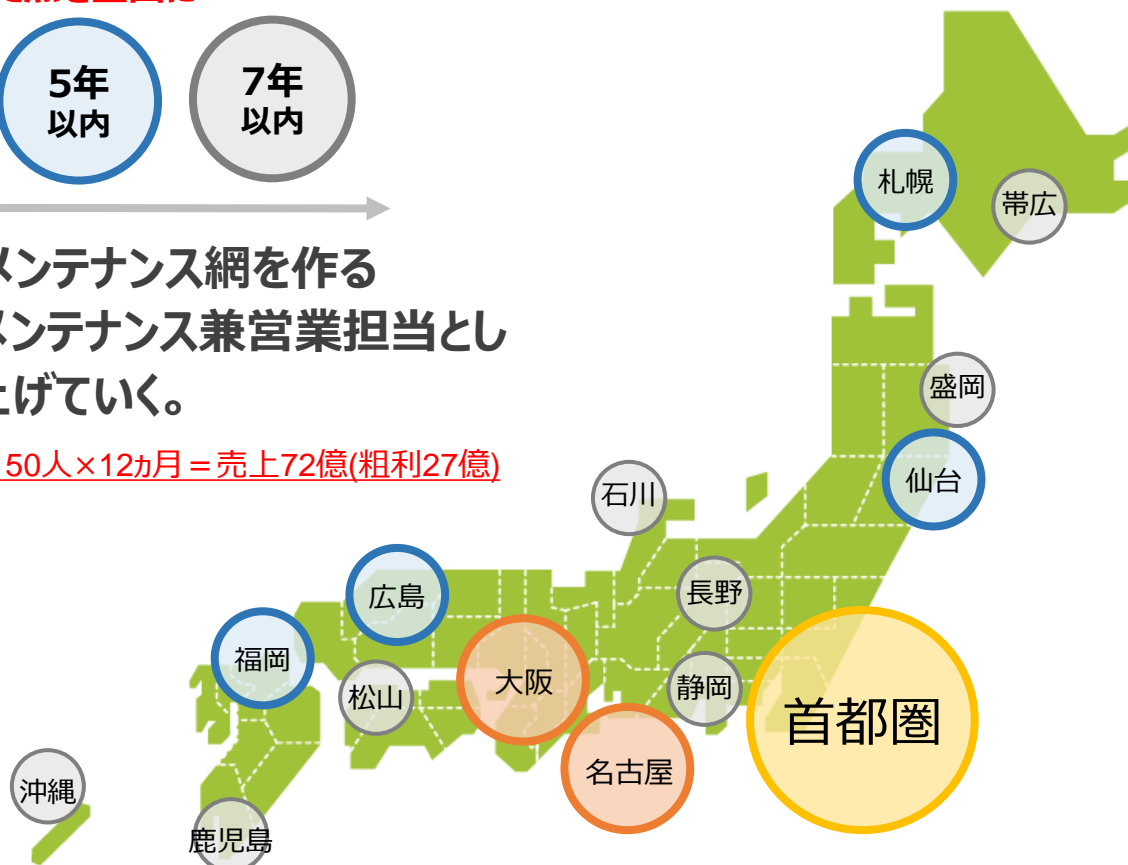 5年
以内
7年
以内
メンテナンス網を作る
メンテナンス兼営業担当とし
上げていく。
50人×12ヵ月＝売上72億(粗利27億)
札幌
帯広
盛岡
仙台
石川
長野
広島
福岡
大阪
松山
静岡
首都圏
名古屋
沖縄
鹿児島